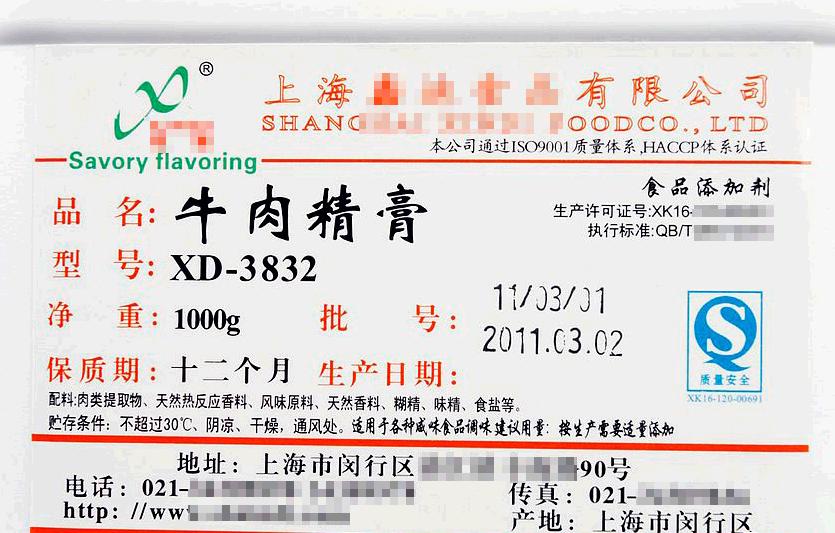 ®
上海 食品有限公司
SHANG FOODCO.,LTD
本公司通过ISO9001质量体系,HACCP体系认证
Savory flavoring
食品添加剂
生产许可证号:XK16-
执行标准:QB/T
品 名: 牛肉精膏
型 号: XD-3832
净 重: 1000g
批 号: 11/03/01
2011.03.02
保质期: 十二个月 生产日期:
质量安全
XK16-120-00691
配料:肉类提取物、天然热反应香料、风味原料、天然香料、糊精、味精、食盐等。
贮存条件: 不超过30℃、阴凉、干燥，通风处。适用于各种咸味食品调味 建议用量: 按生产需要适量添加
地址: 上海市闵行区 90号
电话: 021- 传真: 021-
http: //www
产地: 上海市闵行区